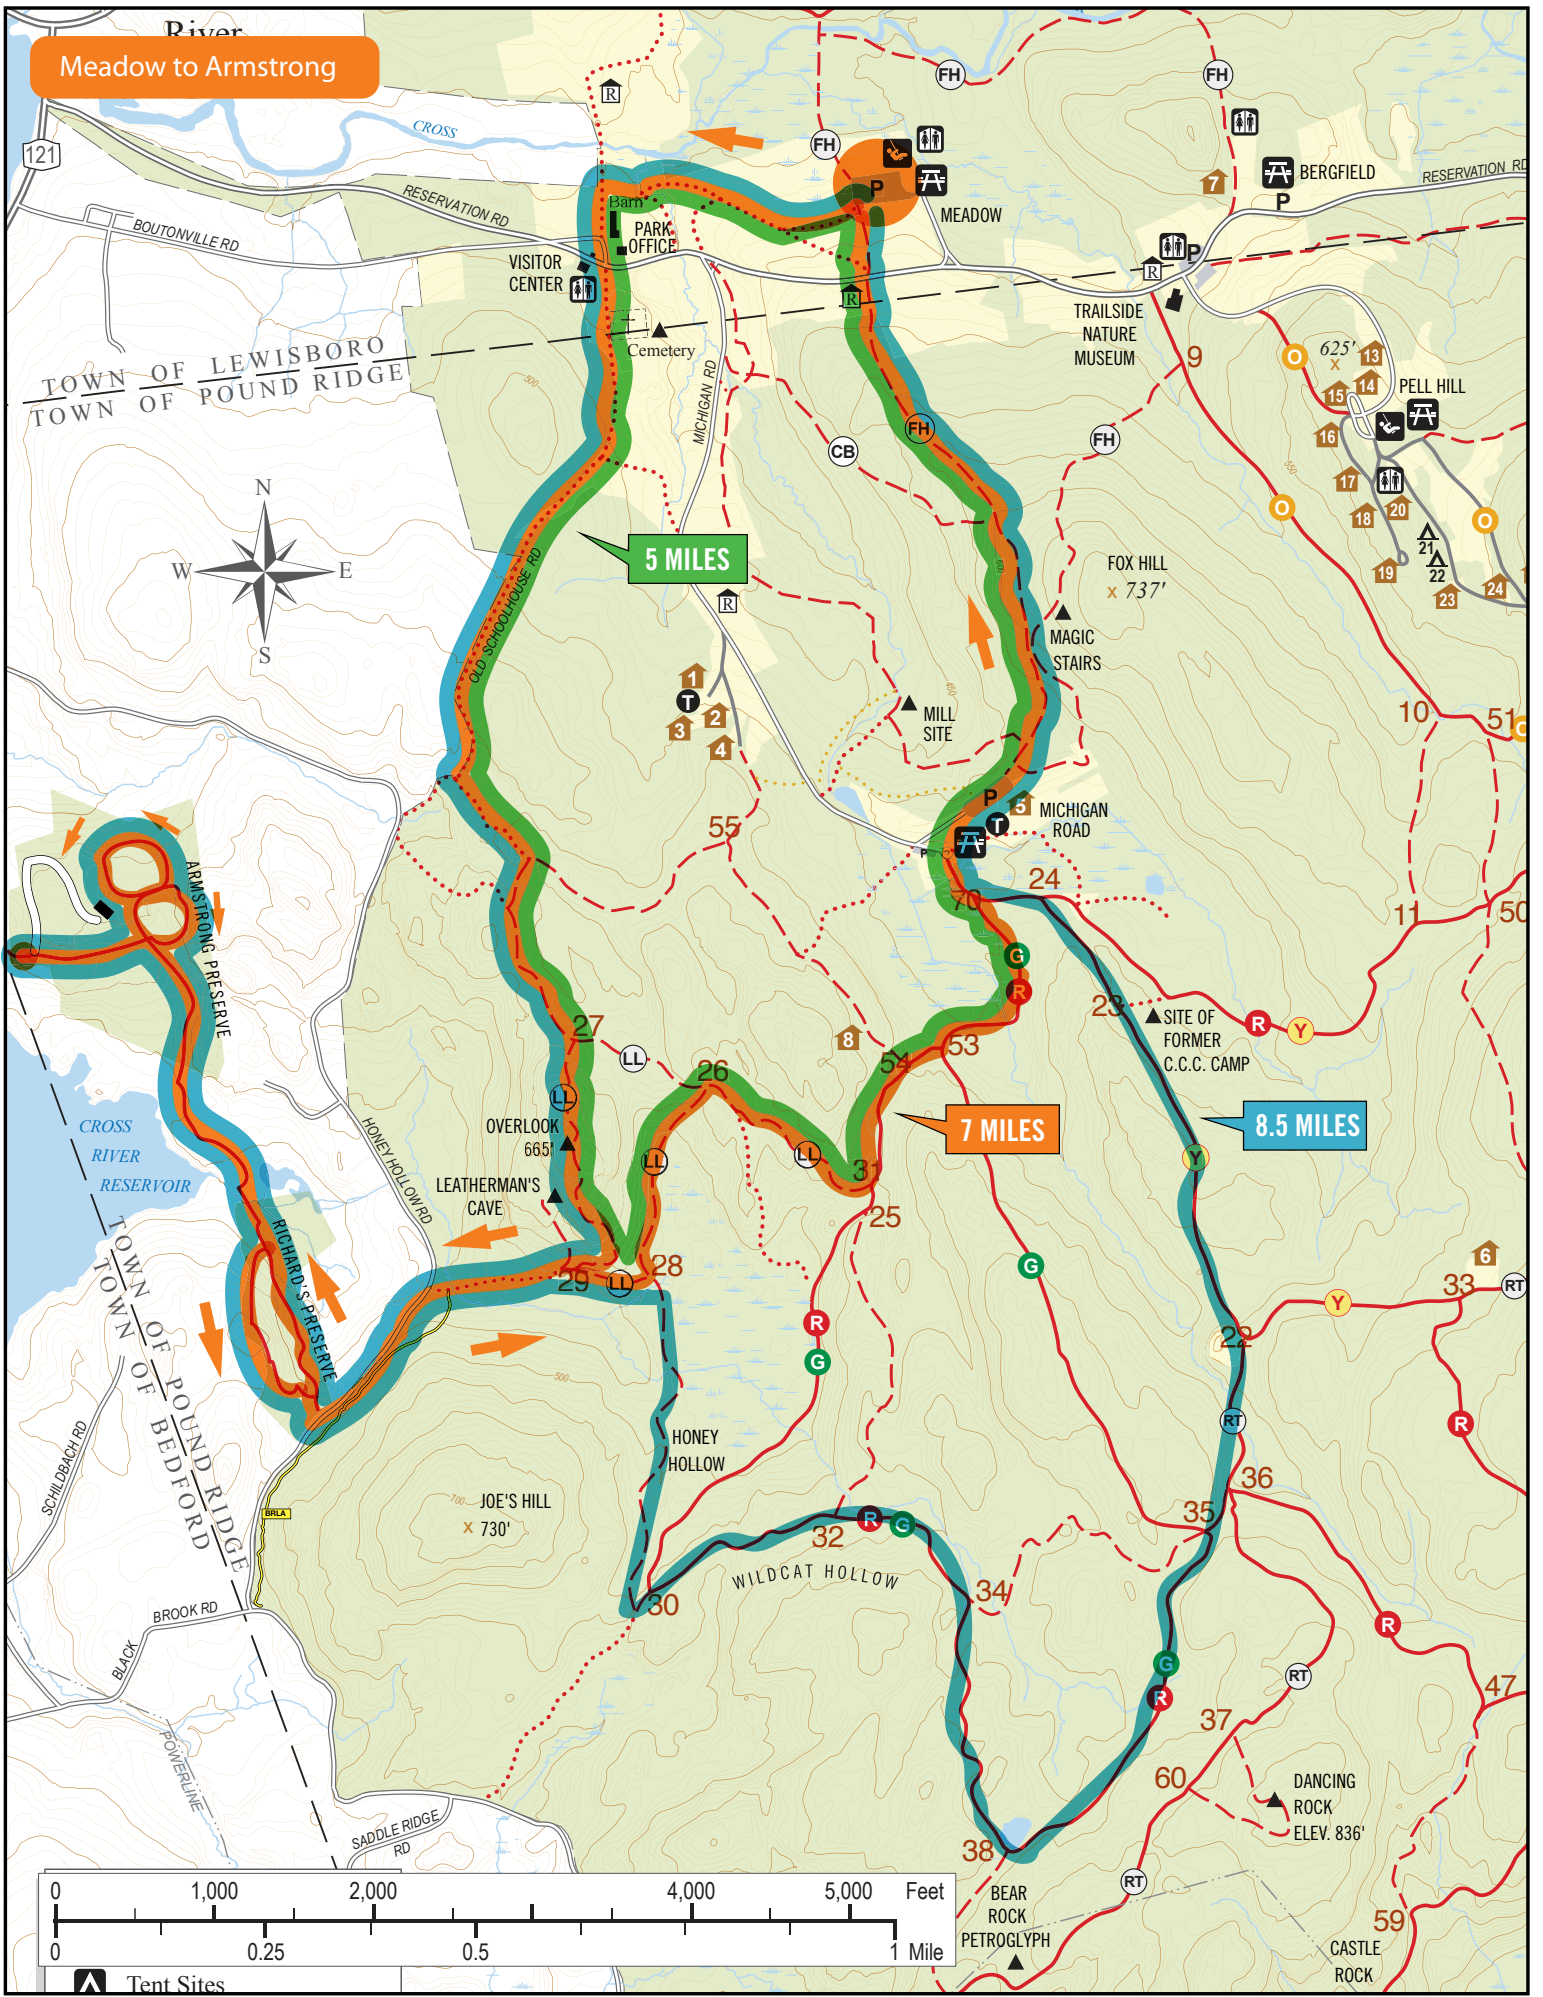 River
Meadow to Armstrong
121
CROSS
RESERVATION RD
BOUTONVILLE RD
R
FH
FH
FH
P
MEADOW
7
BERGFIELD
P
RESERVATION RD
Barn
PARK
OFFICE
VISITOR
CENTER
R
R
P
TRAILSIDE
NATURE
MUSEUM
Cemetery
TOWN OF LEWISBORO
TOWN OF POUND RIDGE
500
MICHIGAN RD
9
O
625'
x
13
14
15
16
PELL HILL
FH
CB
FH
550
17
18
20
O
O
21
22
19
23
24
N
W
E
S
5 MILES
OLD SCHOOLHOUSE RD
600
FOX HILL
x 737'
R
MAGIC
STAIRS
1
T
2
3
4
450
MILL
SITE
10
51
O
P
5
T
MICHIGAN
ROAD
P
55
24
70
11
50
ARMSTRONG PRESERVE
G
R
23
SITE OF
FORMER
C.C.C. CAMP
R
Y
27
LL
26
8
54
53
LL
OVERLOOK
665'
LL
LL
7 MILES
8.5 MILES
Y
CROSS
RIVER
RESERVOIR
HONEY HOLLOW RD
LEATHERMAN'S
CAVE
31
25
RICHARD'S PRESERVE
29
LL
28
G
6
33
RT
Y
22
R
G
TOWN OF POUND RIDGE
TOWN OF BEDFORD
500
RT
R
SCHILDBACH RD
HONEY
HOLLOW
BRLA
700
JOE'S HILL
x 730'
36
35
32
R
G
WILDCAT HOLLOW
30
34
BROOK RD
BLACK
R
G
R
RT
47
37
POWERLINE
60
DANCING
ROCK
ELEV. 836'
SADDLE RIDGE
RD
38
RT
BEAR
ROCK
PETROGLYPH
59
CASTLE
ROCK
0 1,000 2,000 4,000 5,000 Feet
0 0.25 0.5 1 Mile
Tent Sites